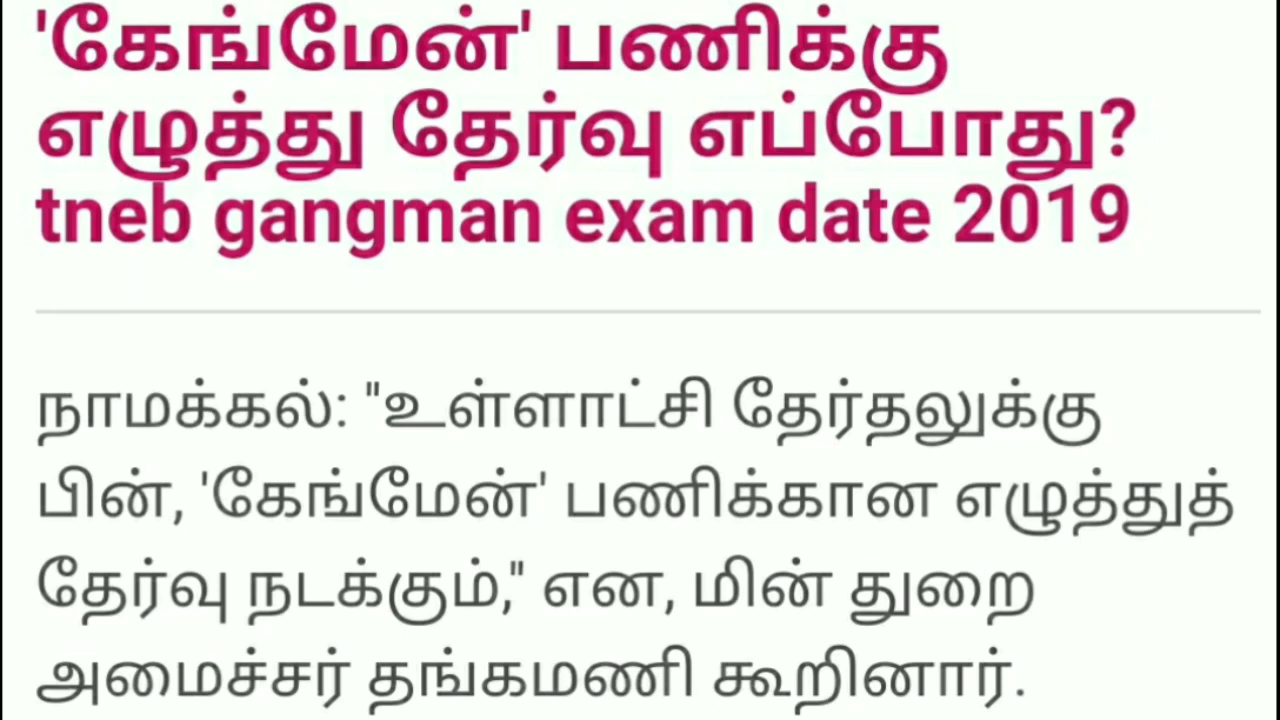 'கேங்மேன்' பணிக்கு
எழுத்து தேர்வு எப்போது?
tneb gangman exam date 2019
நாமக்கல்: "உள்ளாட்சி தேர்தலுக்கு
பின், 'கேங்மேன்' பணிக்கான எழுத்துத்
தேர்வு நடக்கும்," என, மின் துறை
அமைச்சர் தங்கமணி கூறினார்.